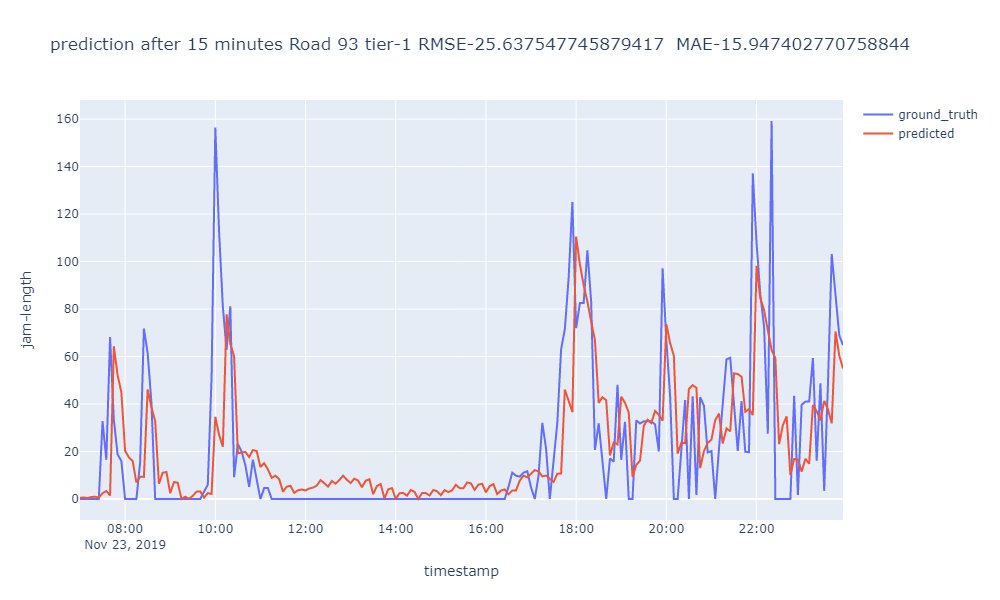 prediction after 15 minutes Road 93 tier-1 RMSE-25.637547745879417  MAE-15.947402770758844
ground_truth
predicted
160
140
120
100
80
60
40
20
0
jam-length
08:00 10:00 12:00 14:00 16:00 18:00 20:00 22:00
Nov 23, 2019
timestamp